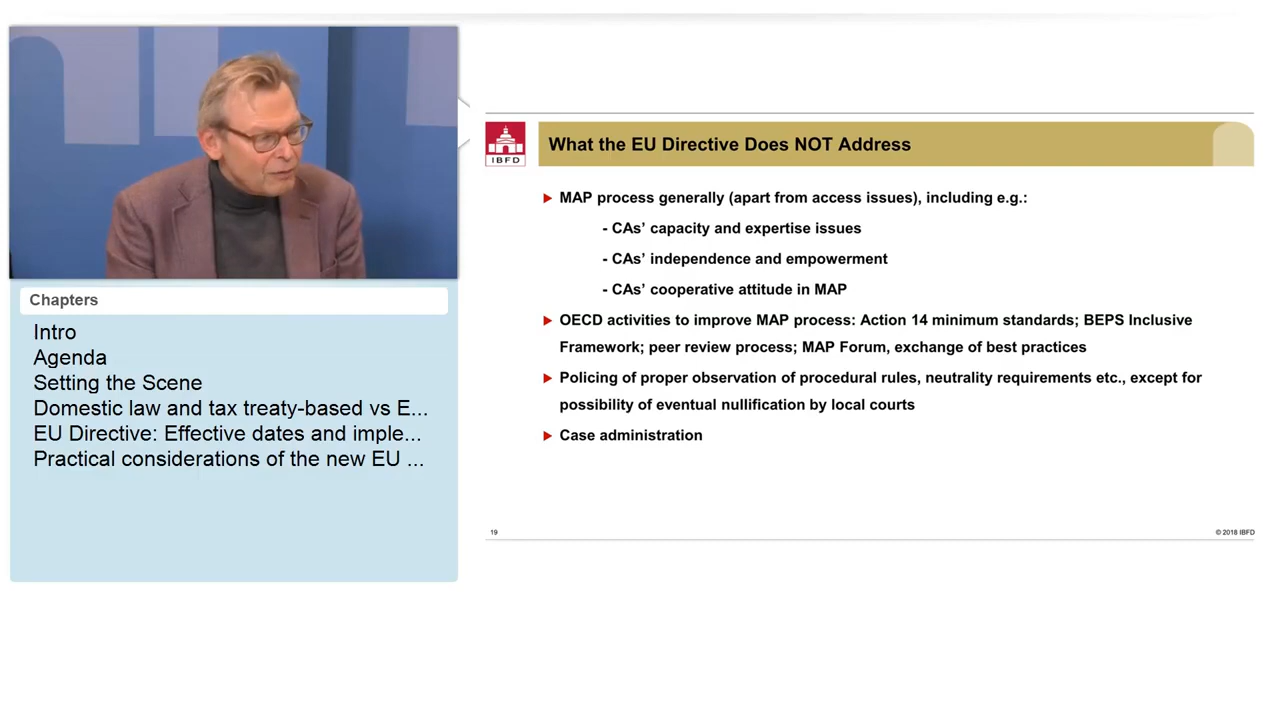 Chapters
Intro
Agenda
Setting the Scene
Domestic law and tax treaty-based vs E...
EU Directive: Effective dates and imple...
Practical considerations of the new EU ...
IBFD
What the EU Directive Does NOT Address
MAP process generally (apart from access issues), including e.g.:
- CAs’ capacity and expertise issues
- CAs’ independence and empowerment
- CAs’ cooperative attitude in MAP
OECD activities to improve MAP process: Action 14 minimum standards; BEPS Inclusive
Framework; peer review process; MAP Forum, exchange of best practices
Policing of proper observation of procedural rules, neutrality requirements etc., except for
possibility of eventual nullification by local courts
Case administration
19
© 2018 IBFD